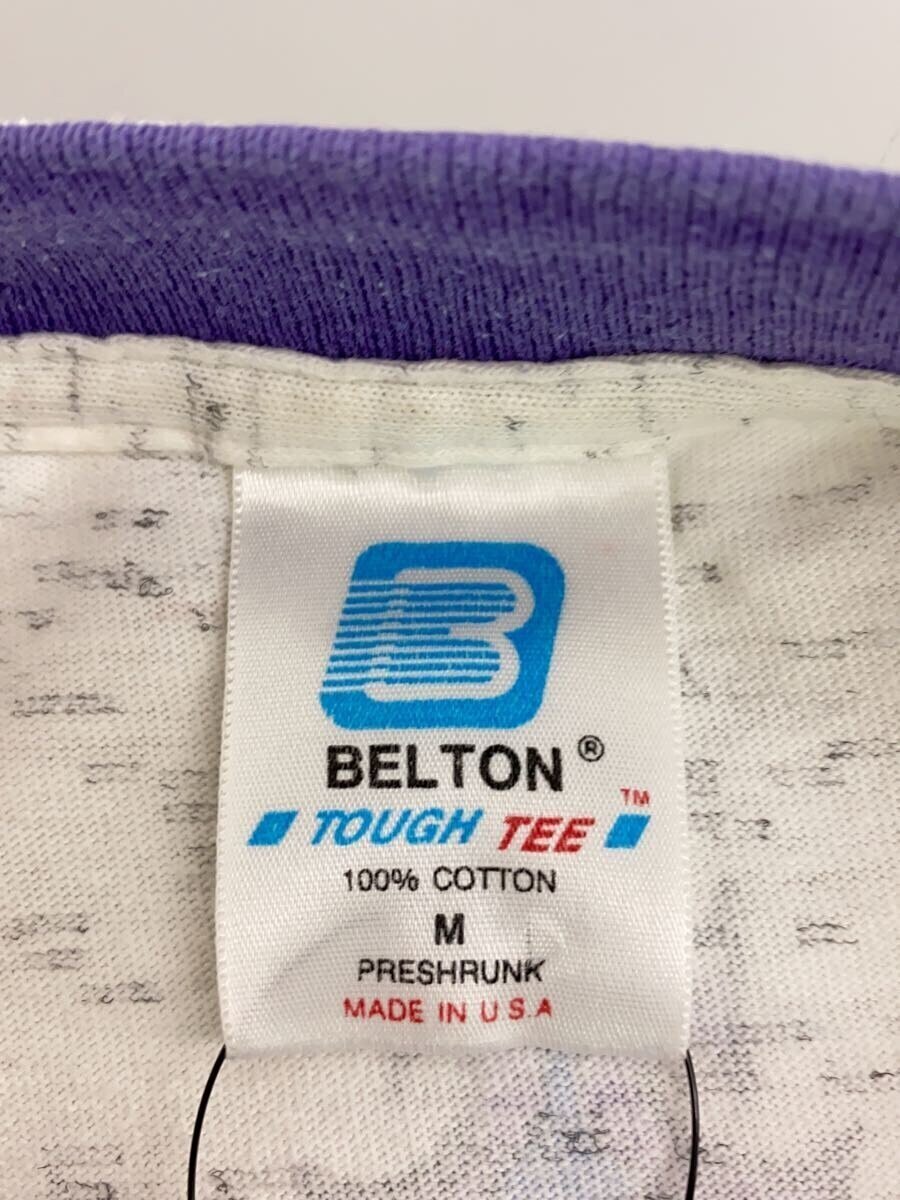 B
BELTON®
TOUGH TEE™
100% COTTON
M
PRESHRUNK
MADE IN U.S.A